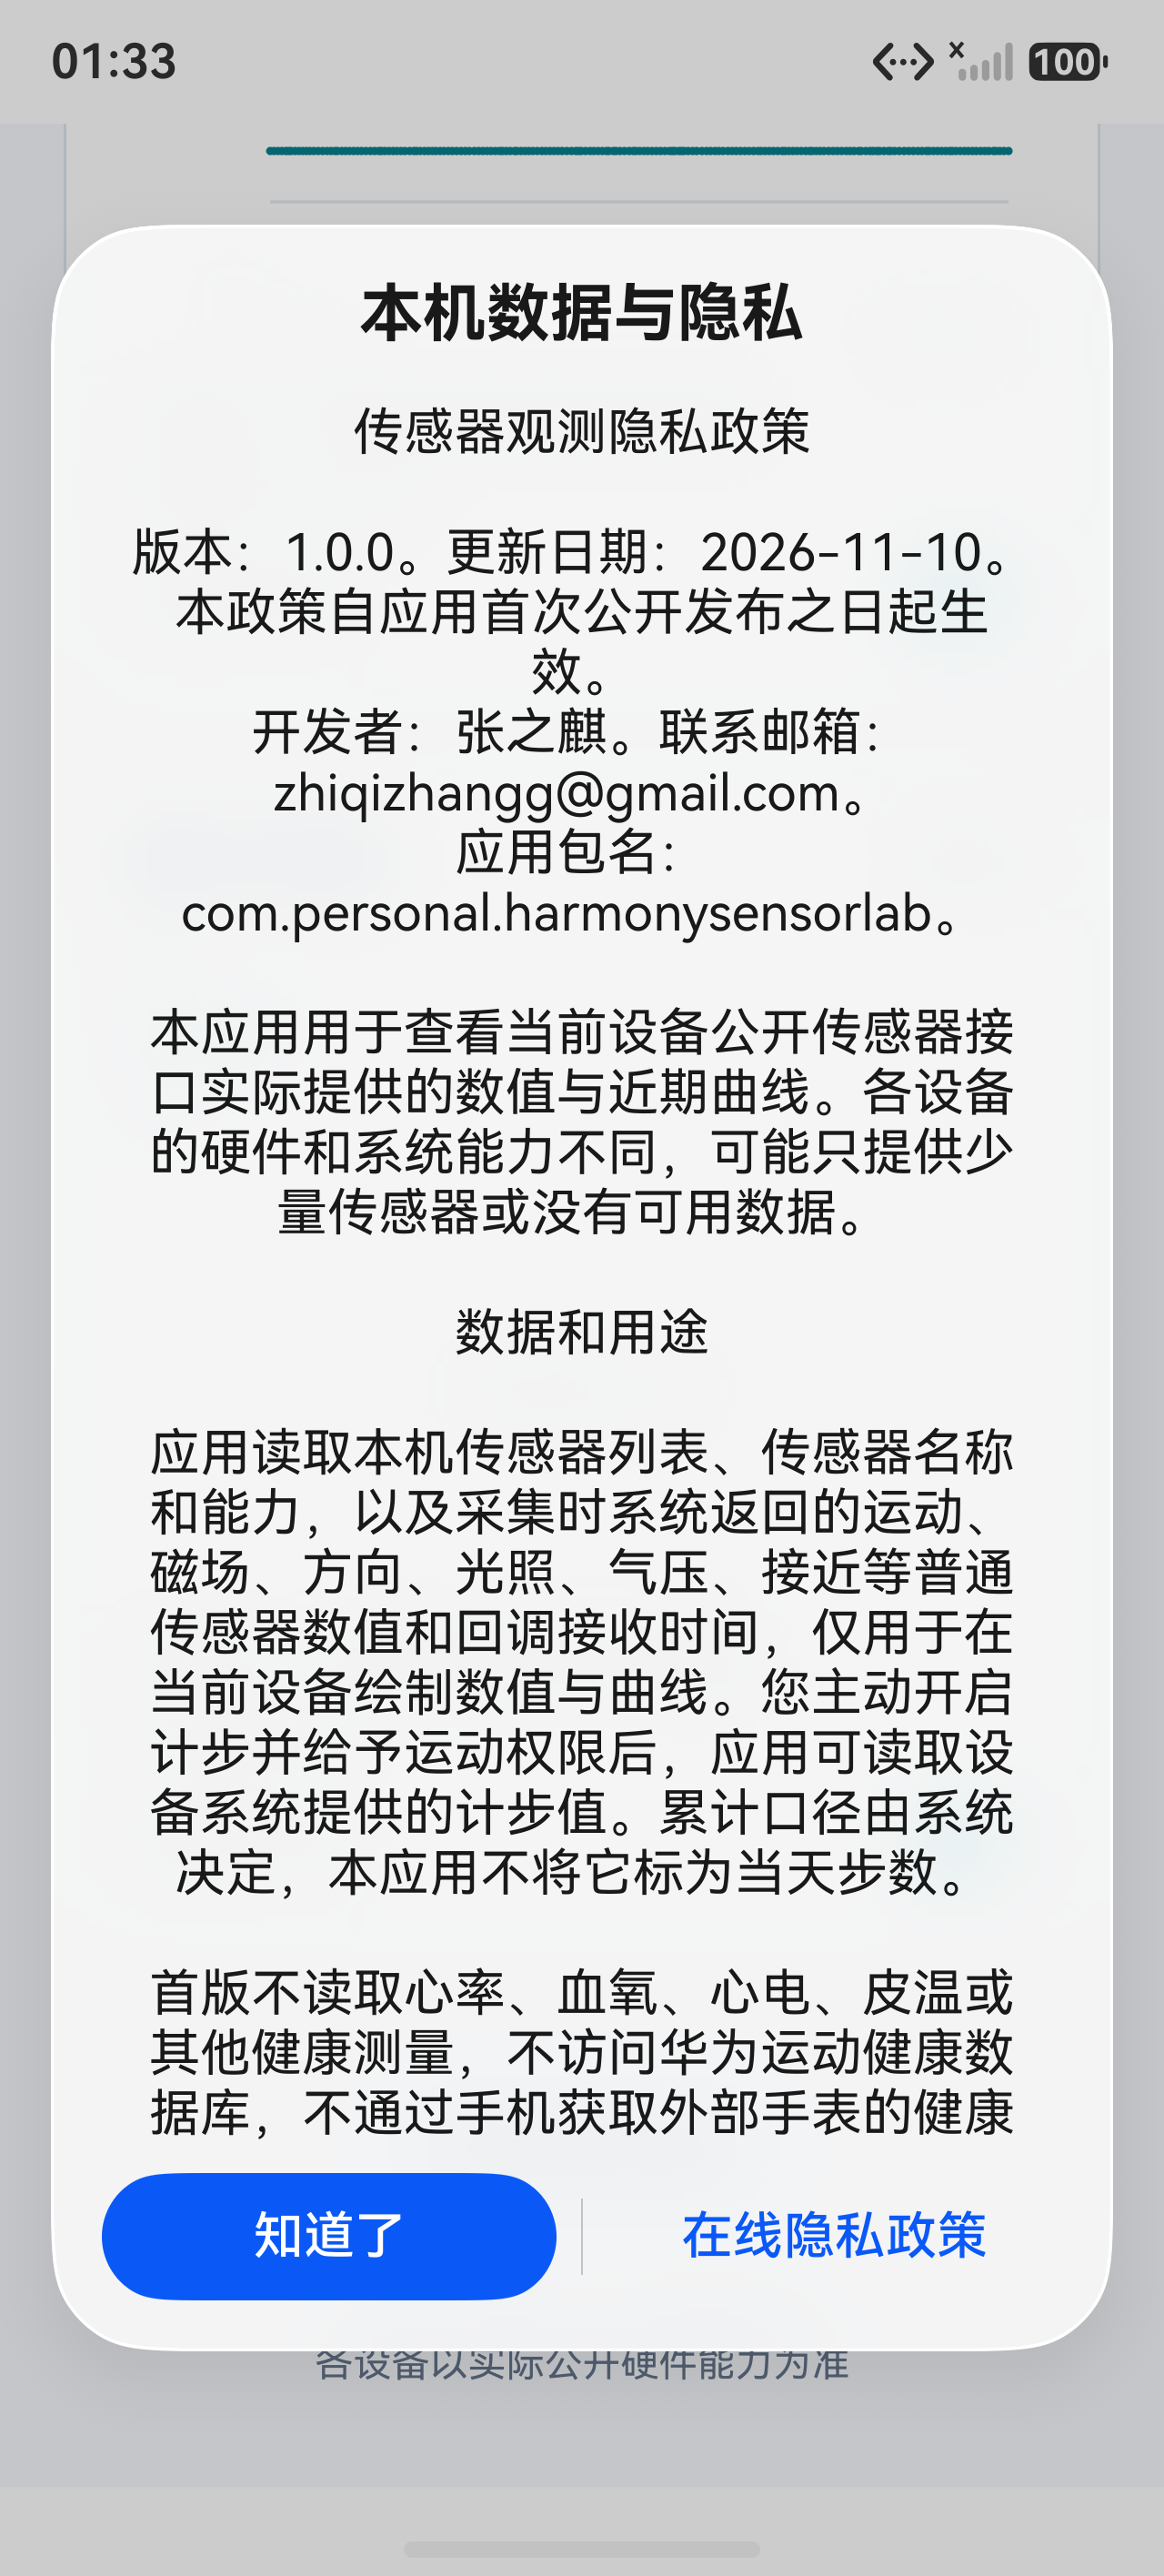 01:33
100
本机数据与隐私
传感器观测隐私政策
版本：1.0.0。更新日期：2026-11-10。
本政策自应用首次公开发布之日起生
效。
开发者：张之麒。联系邮箱：
zhiqizhangg@gmail.com。
应用包名：
com.personal.harmonysensorlab。
本应用用于查看当前设备公开传感器接
口实际提供的数值与近期曲线。各设备
的硬件和系统能力不同，可能只提供少
量传感器或没有可用数据。
数据和用途
应用读取本机传感器列表、传感器名称
和能力，以及采集时系统返回的运动、
磁场、方向、光照、气压、接近等普通
传感器数值和回调接收时间，仅用于在
当前设备绘制数值与曲线。您主动开启
计步并给予运动权限后，应用可读取设
备系统提供的计步值。累计口径由系统
决定，本应用不将它标为当天步数。
首版不读取心率、血氧、心电、皮温或
其他健康测量，不访问华为运动健康数
据库，不通过手机获取外部手表的健康
知道了
在线隐私政策
各设备以实际公开硬件能力为准